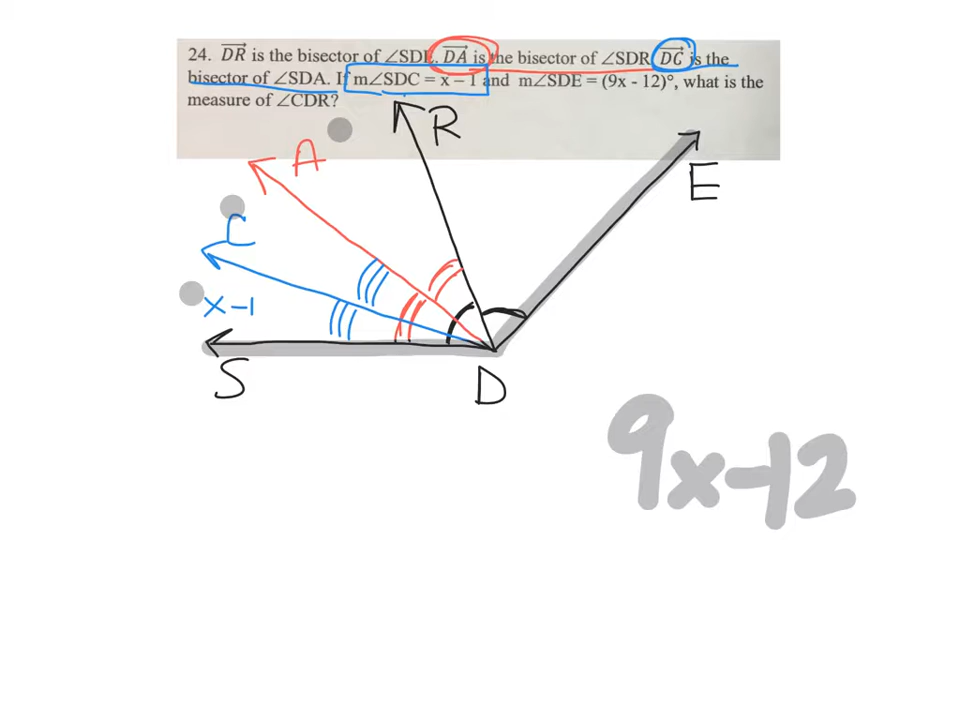 24. DR is the bisector of ∠SDE. DA is the bisector of ∠SDR. DC is the
bisector of ∠SDA. If m∠SDC = x − 1 and m∠SDE = (9x - 12)°, what is the
measure of ∠CDR?
R
A
E
C
x-1
S
D
9x-12